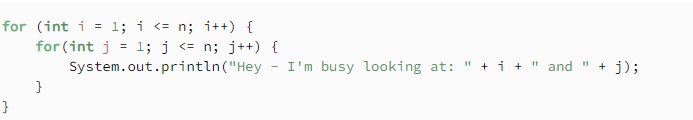 for (int i = 1; i <= n; i++) {
    for(int j = 1; j <= n; j++) {
        System.out.println("Hey - I'm busy looking at: " + i + " and " + j);
    }
}